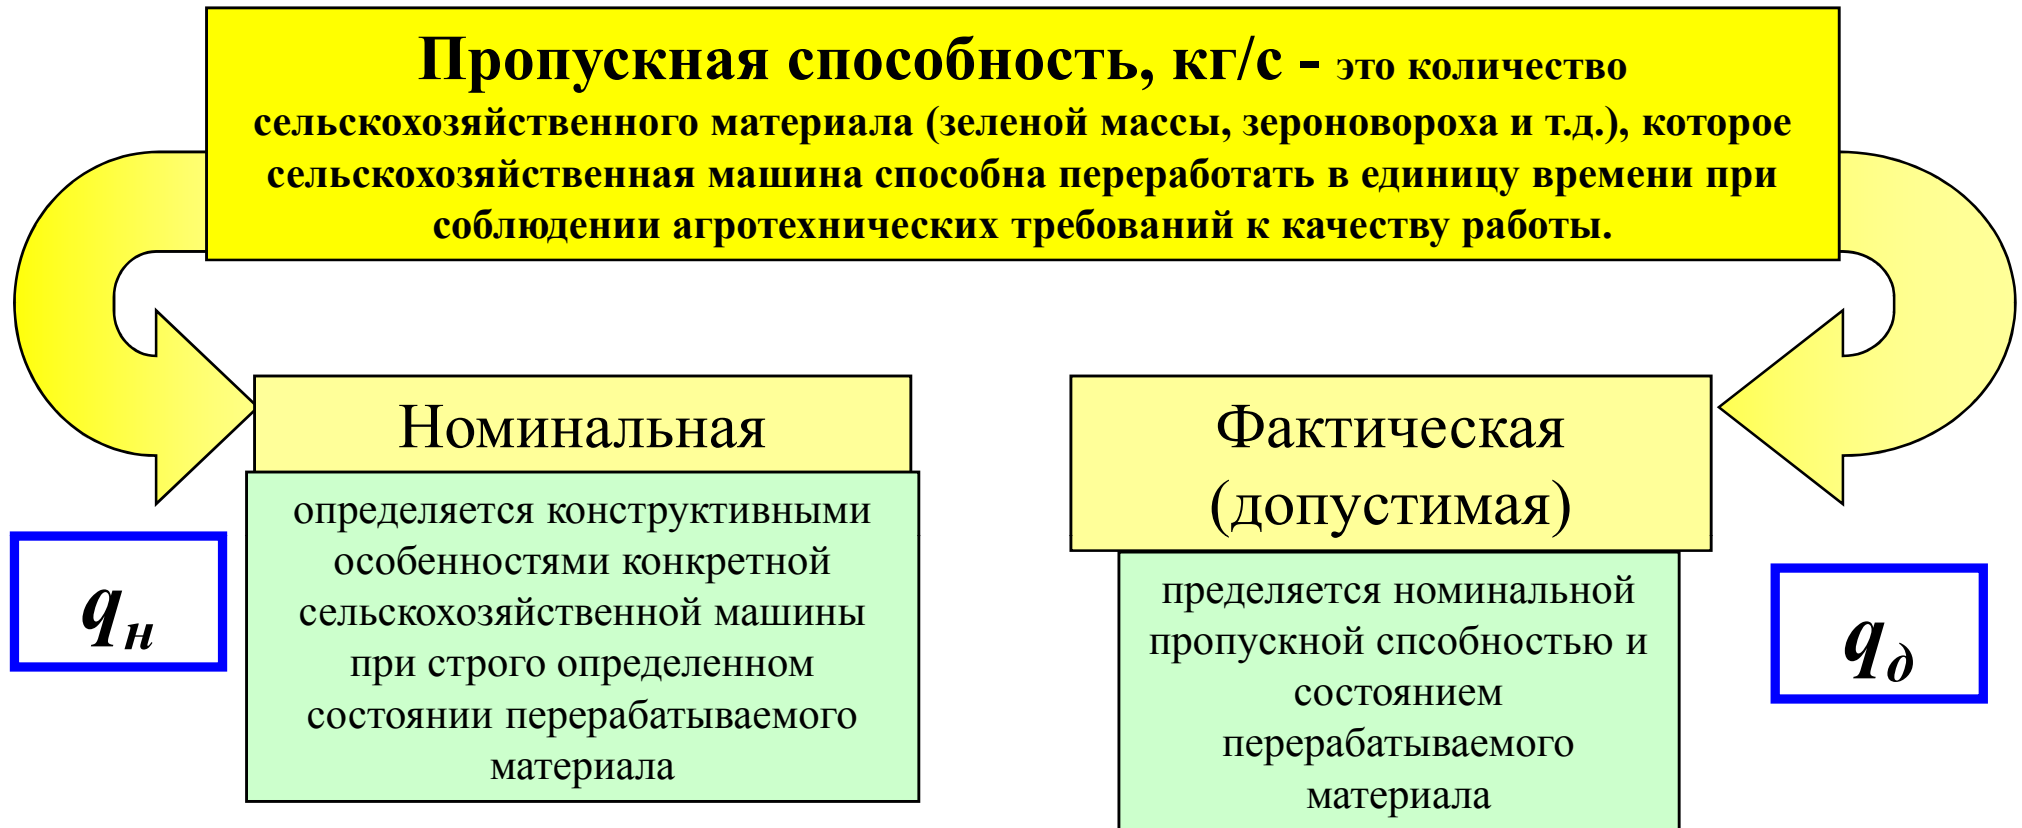 Пропускная способность, кг/с - это количество
сельскохозяйственного материала (зеленой массы, зероновороха и т.д.), которое
сельскохозяйственная машина способна переработать в единицу времени при
соблюдении агротехнических требований к качеству работы.
Номинальная
определяется конструктивными
особенностями конкретной
сельскохозяйственной машины
при строго определенном
состоянии перерабатываемого
материала
qн
Фактическая
(допустимая)
пределяется номинальной
пропускной спсобностью и
состоянием
перерабатываемого
материала
qд